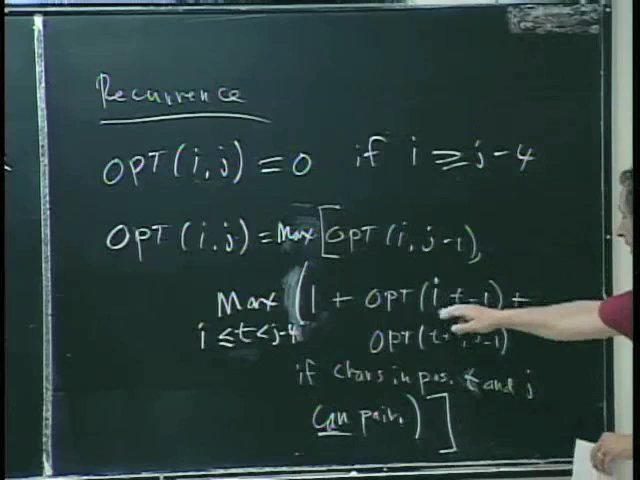 Recurrence
OPT(i,j) = 0 if i ≥ j-4
OPT(i,j) = Max[OPT(i,j-1),
Max (1 + OPT(i,t-1) +
i ≤ t < j-4 OPT(t+1,j-1)
if chars in pos. t and j
can pair.)]